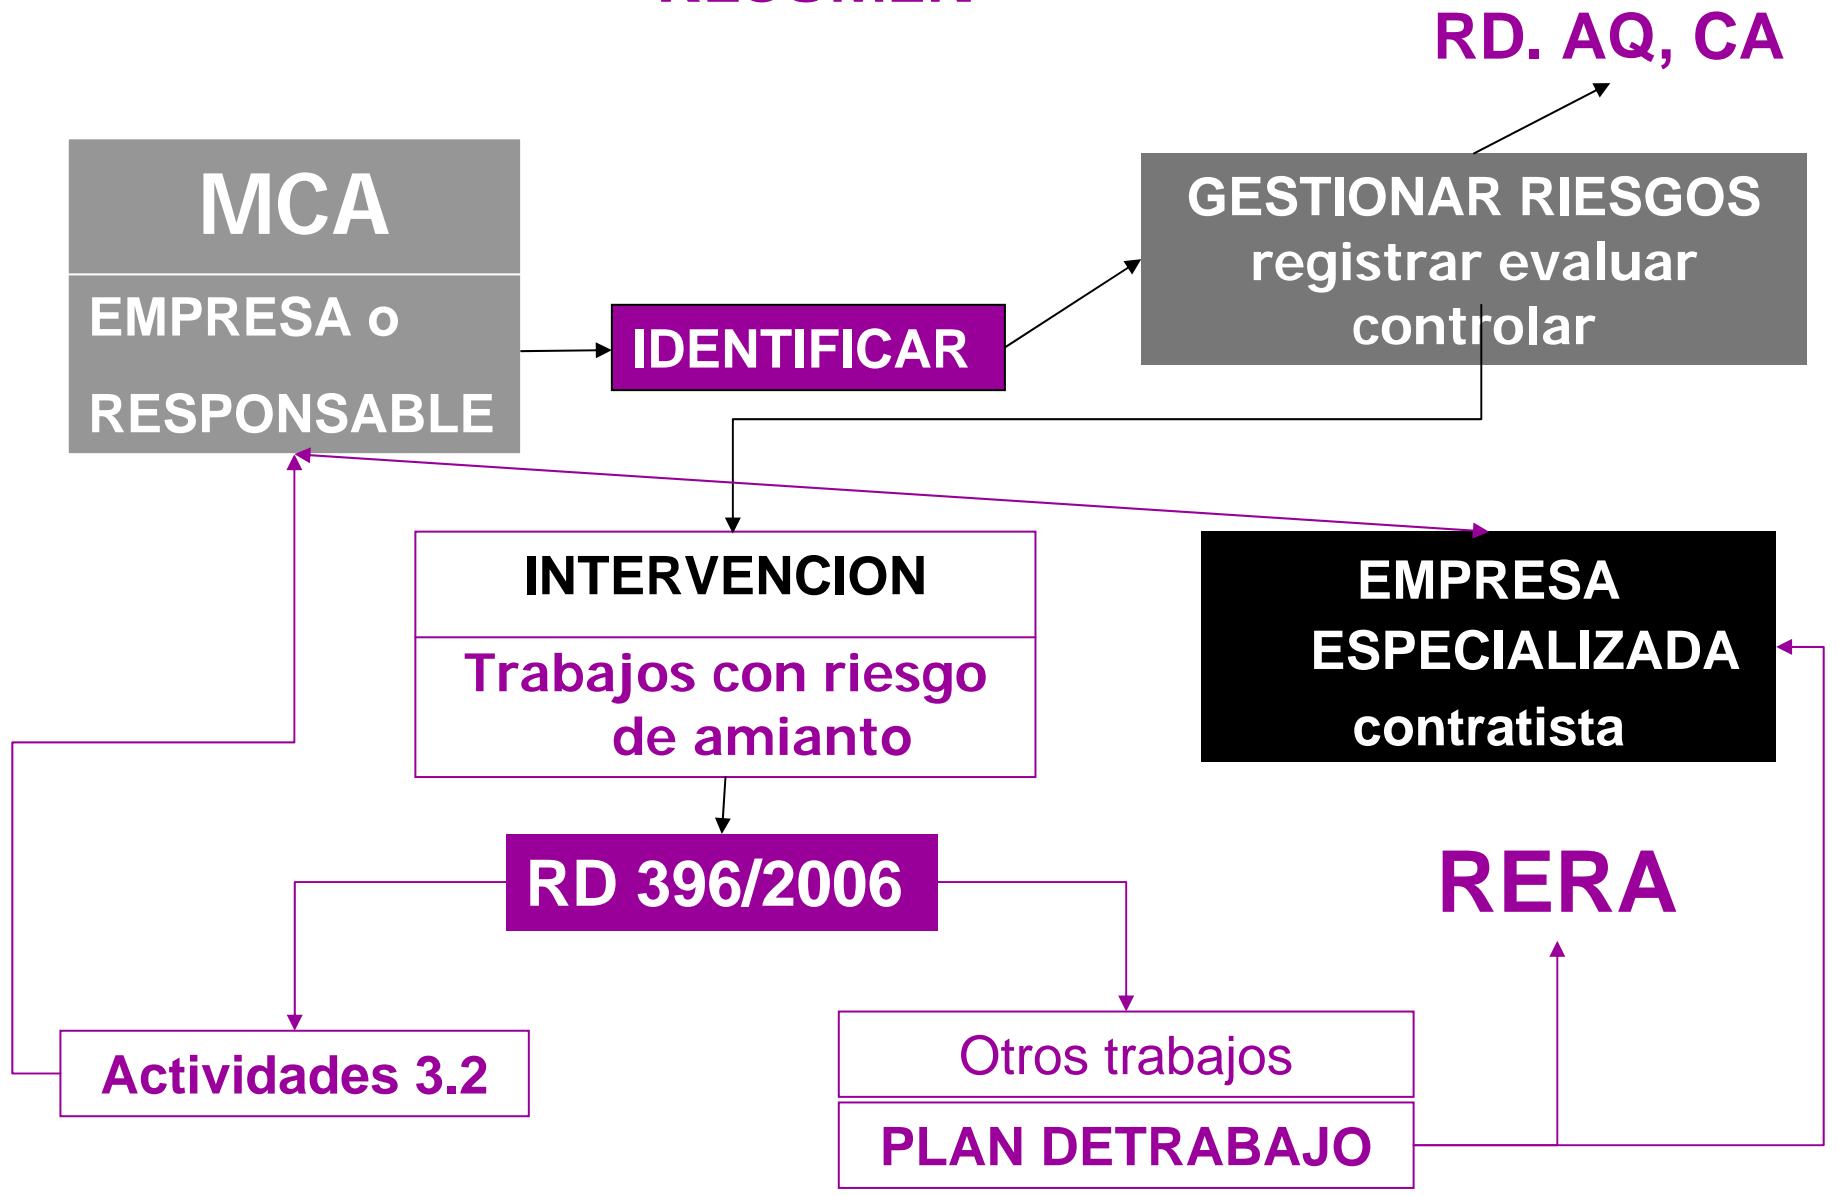 RESUMEN
RD. AQ, CA
MCA
EMPRESA o
RESPONSABLE
IDENTIFICAR
GESTIONAR RIESGOS
registrar evaluar
controlar
INTERVENCION
Trabajos con riesgo
de amianto
EMPRESA
ESPECIALIZADA
contratista
RD 396/2006
RERA
Actividades 3.2
Otros trabajos
PLAN DETRABAJO